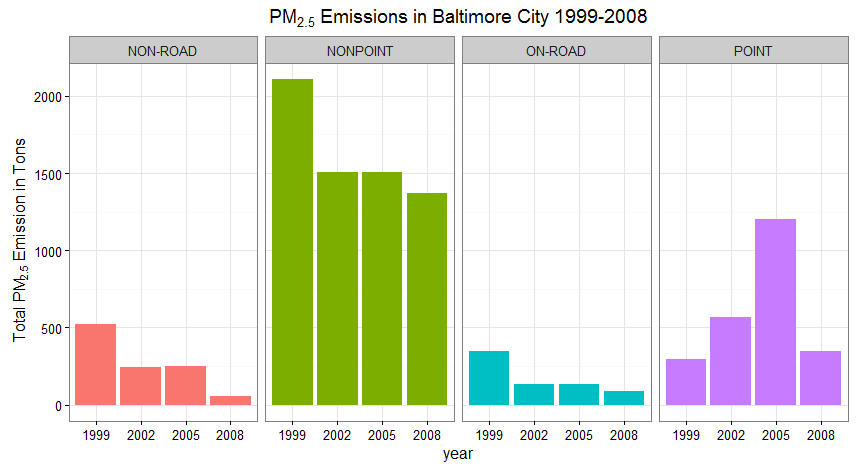 PM2.5 Emissions in Baltimore City 1999-2008
NON-ROAD NONPOINT ON-ROAD POINT
Total PM2.5 Emission in Tons
2000
1500
1000
500
0
1999 2002 2005 2008 1999 2002 2005 2008 1999 2002 2005 2008 1999 2002 2005 2008
year